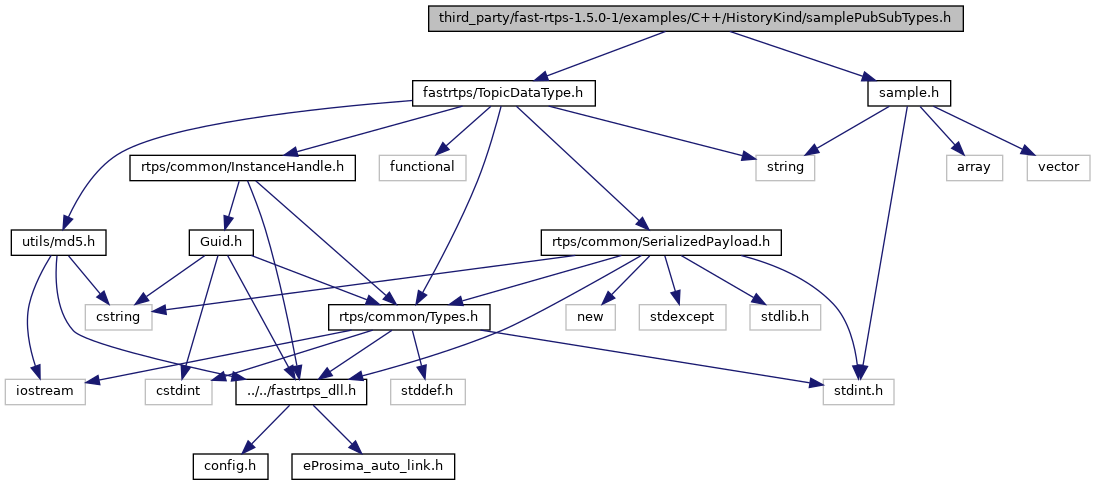 third_party/fast-rtps-1.5.0-1/examples/C++/HistoryKind/samplePubSubTypes.h
fastrtps/TopicDataType.h
sample.h
rtps/common/InstanceHandle.h
functional
string
array
vector
utils/md5.h
Guid.h
rtps/common/SerializedPayload.h
cstring
rtps/common/Types.h
new
stdexcept
stdlib.h
iostream
cstdint
../../fastrtps_dll.h
stddef.h
stdint.h
config.h
eProsima_auto_link.h